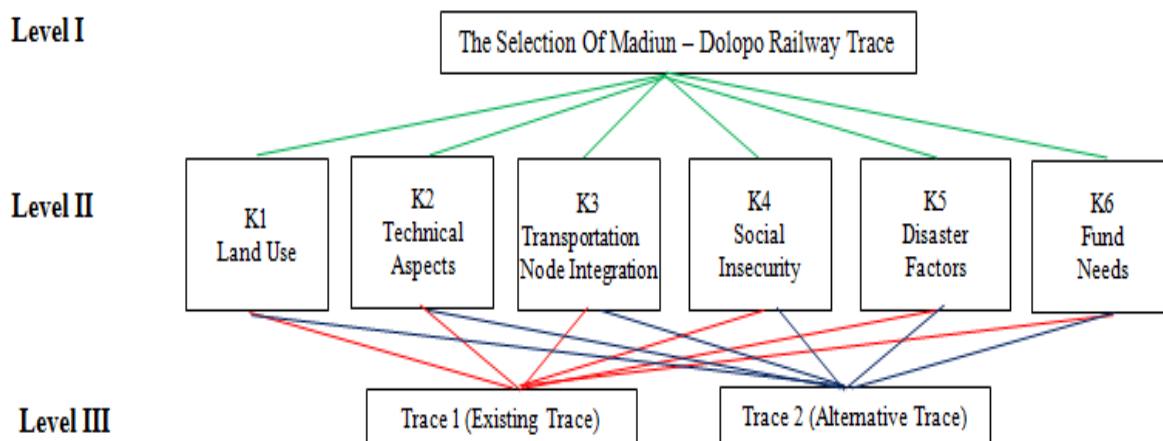 Level I
The Selection Of Madiun – Dolopo Railway Trace
Level II
K1
Land Use
K2
Technical
Aspects
K3
Transportation
Node Integration
K4
Social
Insecurity
K5
Disaster
Factors
K6
Fund
Needs
Level III
Trace 1 (Existing Trace)
Trace 2 (Alternative Trace)